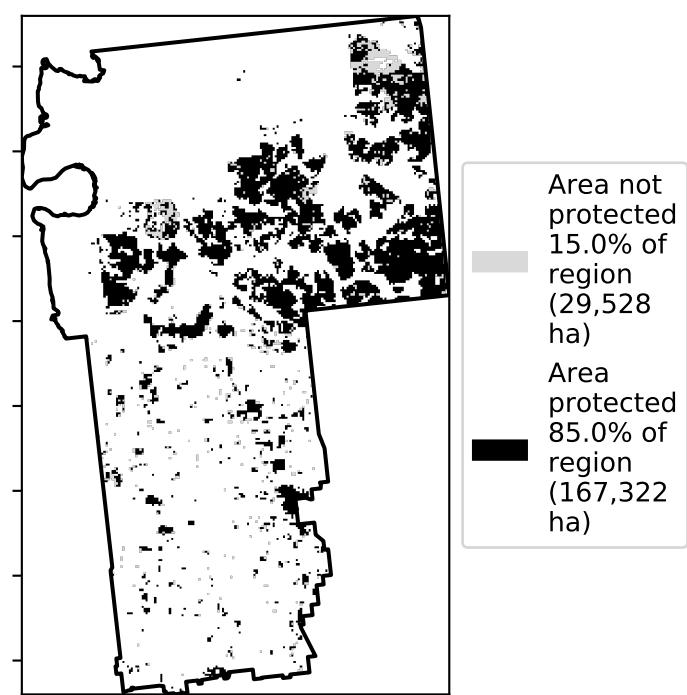 Area not
protected
15.0% of
region
(29,528
ha)
Area
protected
85.0% of
region
(167,322
ha)